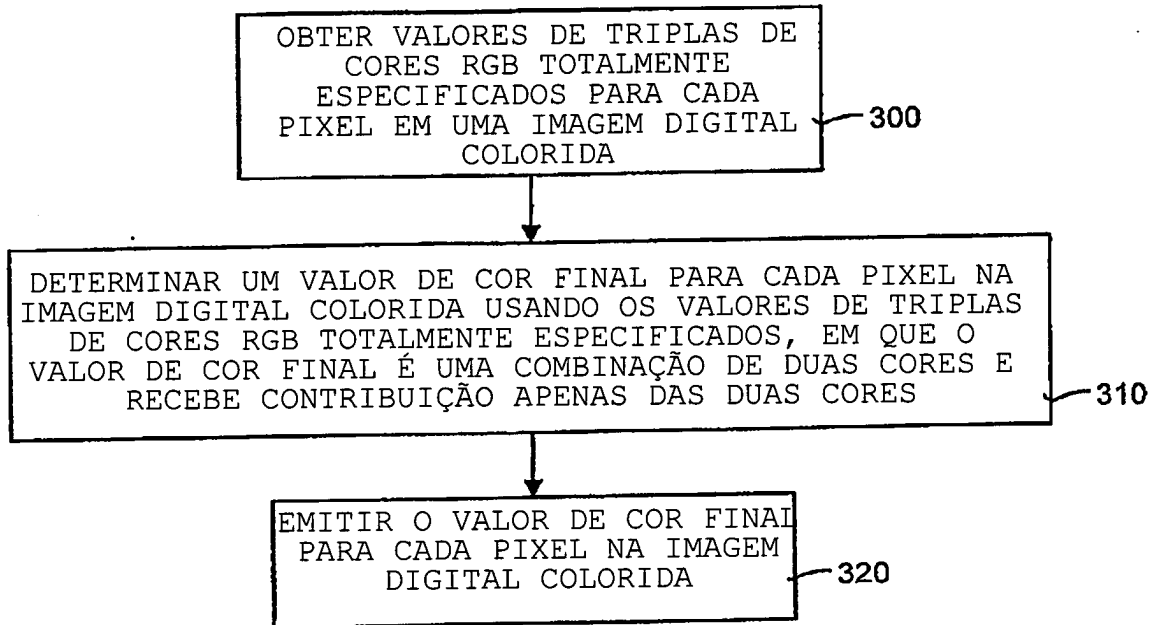 OBTER VALORES DE TRIPLAS DE
CORES RGB TOTALMENTE
ESPECIFICADOS PARA CADA
PIXEL EM UMA IMAGEM DIGITAL
COLORIDA
300
DETERMINAR UM VALOR DE COR FINAL PARA CADA PIXEL NA
IMAGEM DIGITAL COLORIDA USANDO OS VALORES DE TRIPLAS
DE CORES RGB TOTALMENTE ESPECIFICADOS, EM QUE O
VALOR DE COR FINAL É UMA COMBINAÇÃO DE DUAS CORES E
RECEBE CONTRIBUIÇÃO APENAS DAS DUAS CORES
310
EMITIR O VALOR DE COR FINAL
PARA CADA PIXEL NA IMAGEM
DIGITAL COLORIDA
320